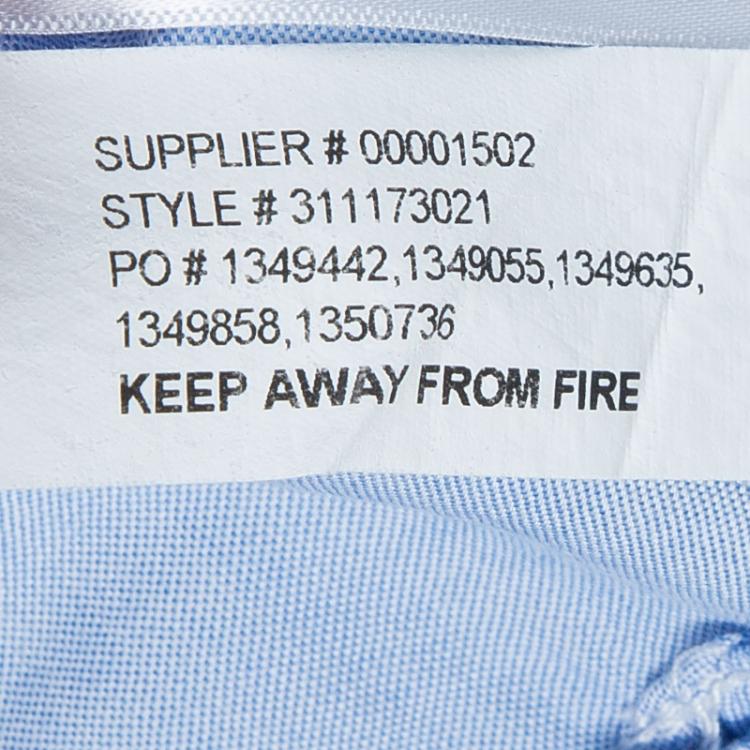 SUPPLIER # 00001502
STYLE # 311173021
PO # 1349442,1349055,1349635,
1349858,1350736
KEEP AWAY FROM FIRE